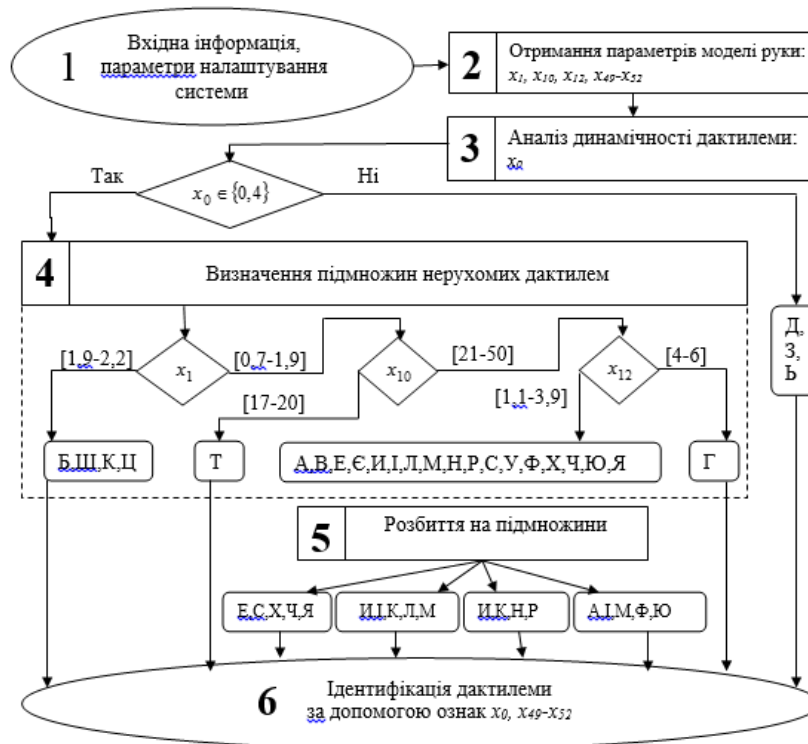 1
Вхідна інформація,
параметри налаштування
системи
2
Отримання параметрів моделі руки:
x1, x10, x12, x49-x52
3
Аналіз динамічності дактилеми:
x0
Так
x0 ∈ {0,4}
Ні
4
Визначення підмножин нерухомих дактилем
Д,
З,
Ь
[1,9-2,2]
x1
[0,7-1,9]
x10
[21-50]
x12
[4-6]
[17-20]
[1,1-3,9]
Б,Ш,К,Ц
Т
А,В,Е,Є,И,І,Л,М,Н,Р,С,У,Ф,Х,Ч,Ю,Я
Г
5
Розбиття на підмножини
Е,С,Х,Ч,Я
И,І,К,Л,М
И,К,Н,Р
А,І,М,Ф,Ю
6
Ідентифікація дактилеми
за допомогою ознак x0, x49-x52